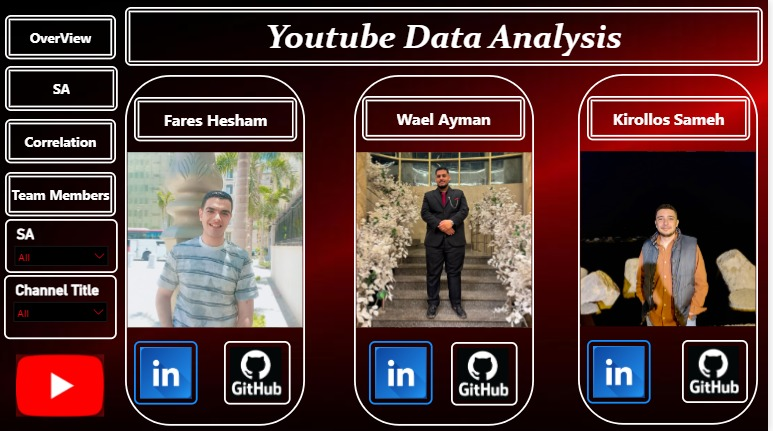 OverView
SA
Correlation
Team Members
SA
All
Channel Title
All
Youtube Data Analysis
Fares Hesham
in
GitHub
Wael Ayman
in
GitHub
Kirollos Sameh
in
GitHub